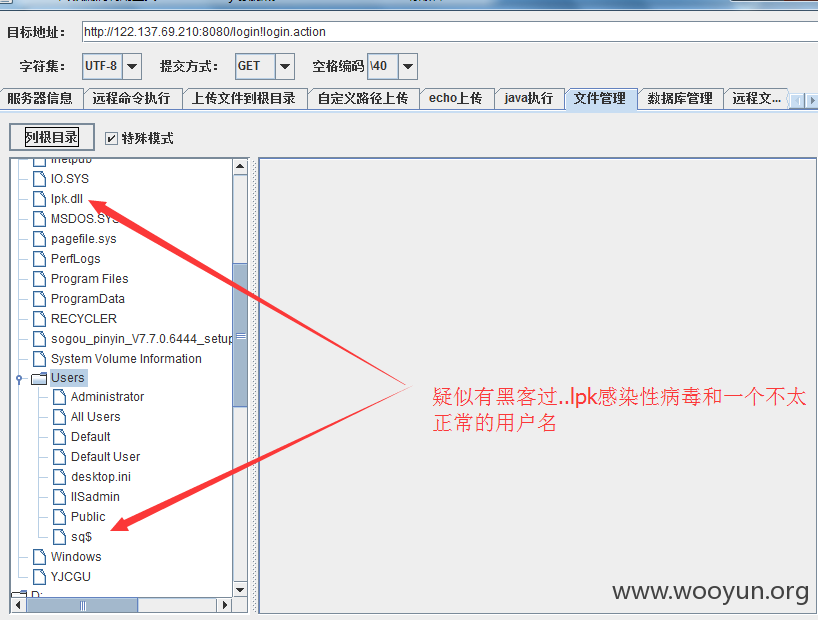 目标地址： http://122.137.69.210:8080/login!login.action
字符集： UTF-8 提交方式： GET 空格编码 \40
服务器信息 远程命令执行 上传文件到根目录 自定义路径上传 echo上传 java执行 文件管理 数据库管理 远程文...
列根目录 特殊模式
inetpub
IO.SYS
lpk.dll
MSDOS.SYS
pagefile.sys
PerfLogs
Program Files
ProgramData
RECYCLER
sogou_pinyin_V7.7.0.6444_setup
System Volume Information
Users
Administrator
All Users
Default
Default User
desktop.ini
IISadmin
Public
sq$
Windows
YJCGU
D:
疑似有黑客过..lpk感染性病毒和一个不太
正常的用户名
www.wooyun.org